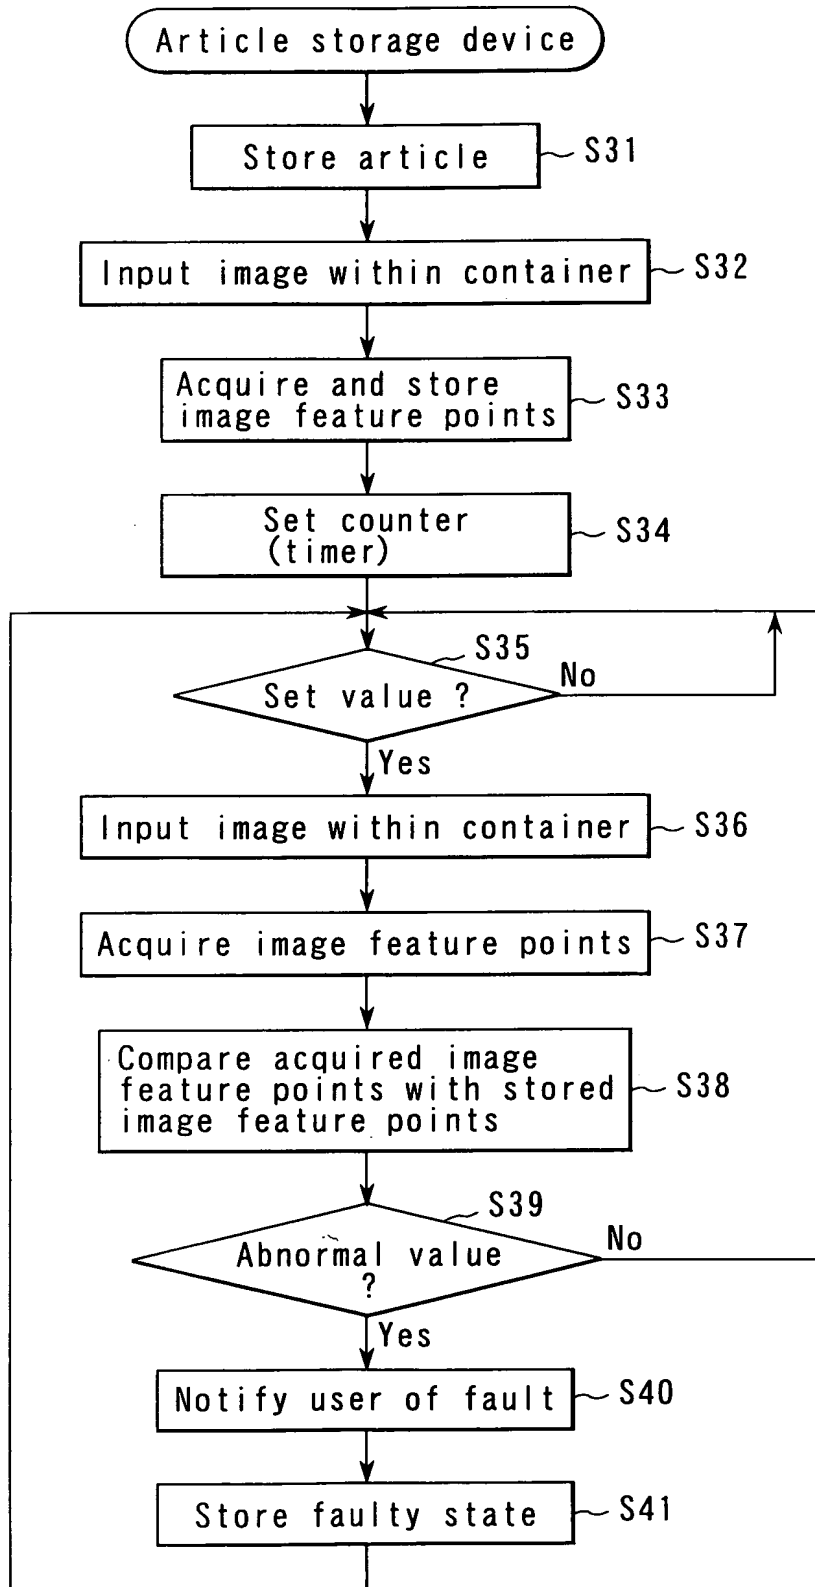 Article storage device
Store article
S31
Input image within container
S32
Acquire and store
image feature points
S33
Set counter
(timer)
S34
S35
Set value ?
No
Yes
Input image within container
S36
Acquire image feature points
S37
Compare acquired image
feature points with stored
image feature points
S38
S39
Abnormal value
?
No
Yes
Notify user of fault
S40
Store faulty state
S41